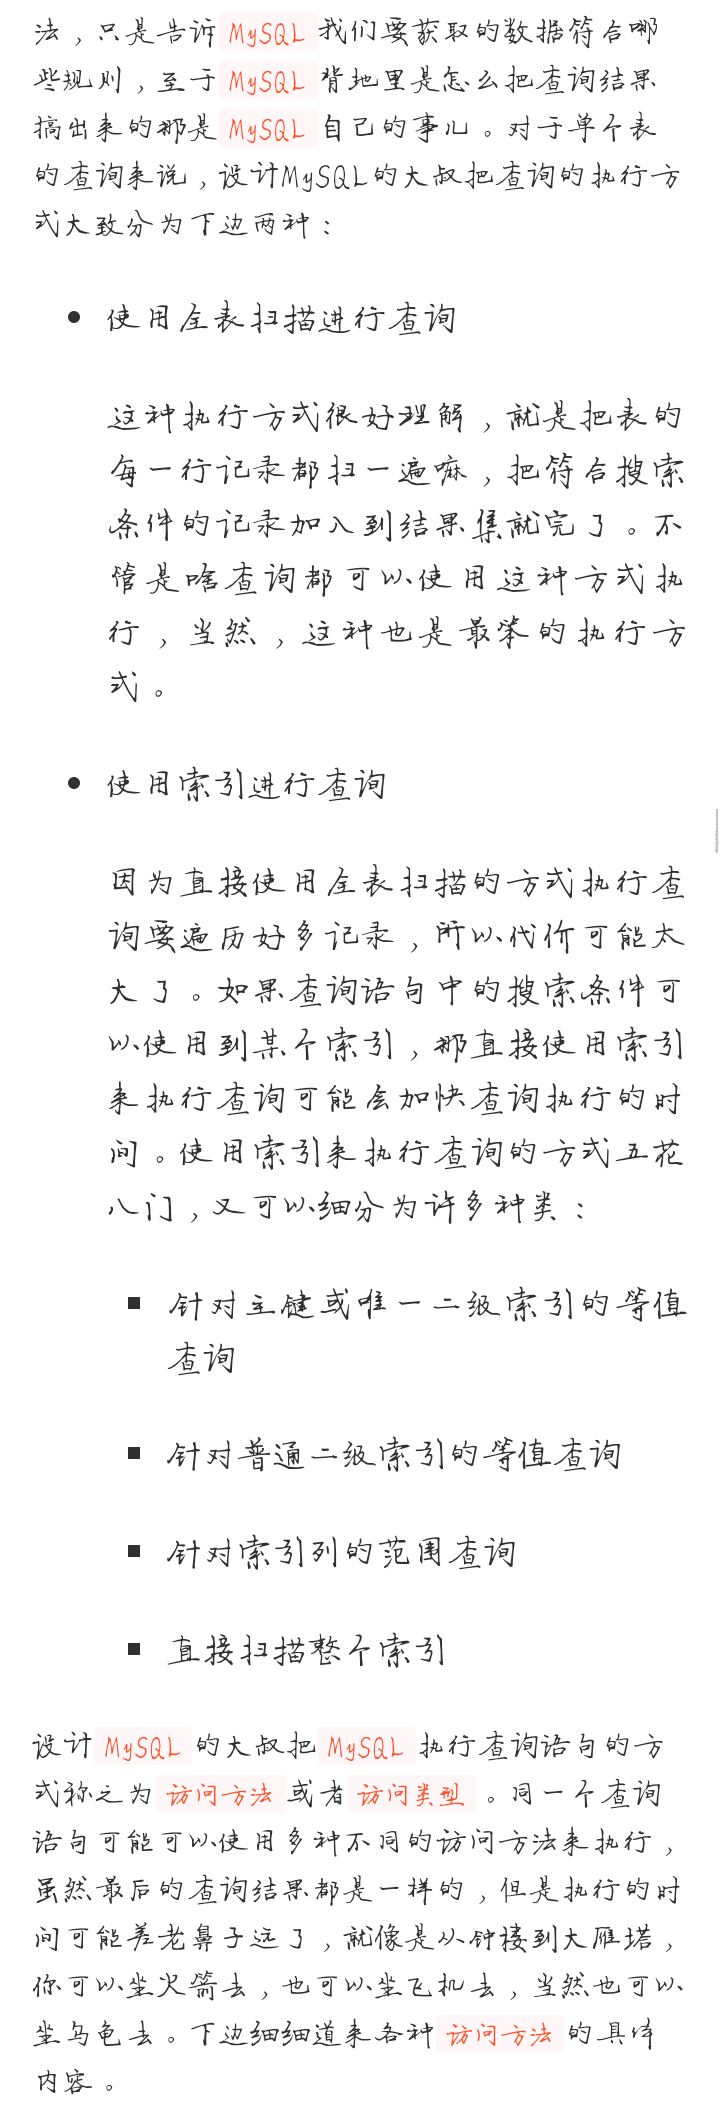 法，只是告诉 MySQL 我们要获取的数据符合哪
些规则，至于 MySQL 背地里是怎么把查询结果
搞出来的那是 MySQL 自己的事儿。对于单个表
的查询来说，设计MySQL的大叔把查询的执行方
式大致分为下边两种：
• 使用全表扫描进行查询
这种执行方式很好理解，就是把表的
每一行记录都扫一遍嘛，把符合搜索
条件的记录加入到结果集就完了。不
管是啥查询都可以使用这种方式执
行，当然，这种也是最笨的执行方
式。
• 使用索引进行查询
因为直接使用全表扫描的方式执行查
询要遍历好多记录，所以代价可能太
大了。如果查询语句中的搜索条件可
以使用到某个索引，那直接使用索引
来执行查询可能会加快查询执行的时
间。使用索引来执行查询的方式五花
八门，又可以细分为许多种类：
▪ 针对主键或唯一二级索引的等值
查询
▪ 针对普通二级索引的等值查询
▪ 针对索引列的范围查询
▪ 直接扫描整个索引
设计 MySQL 的大叔把 MySQL 执行查询语句的方
式称之为 访问方法 或者 访问类型 。同一个查询
语句可能可以使用多种不同的访问方法来执行，
虽然最后的查询结果都是一样的，但是执行的时
间可能差老鼻子远了，就像是从钟楼到大雁塔，
你可以坐火箭去，也可以坐飞机去，当然也可以
坐乌龟去。下边细细道来各种 访问方法 的具体
内容。